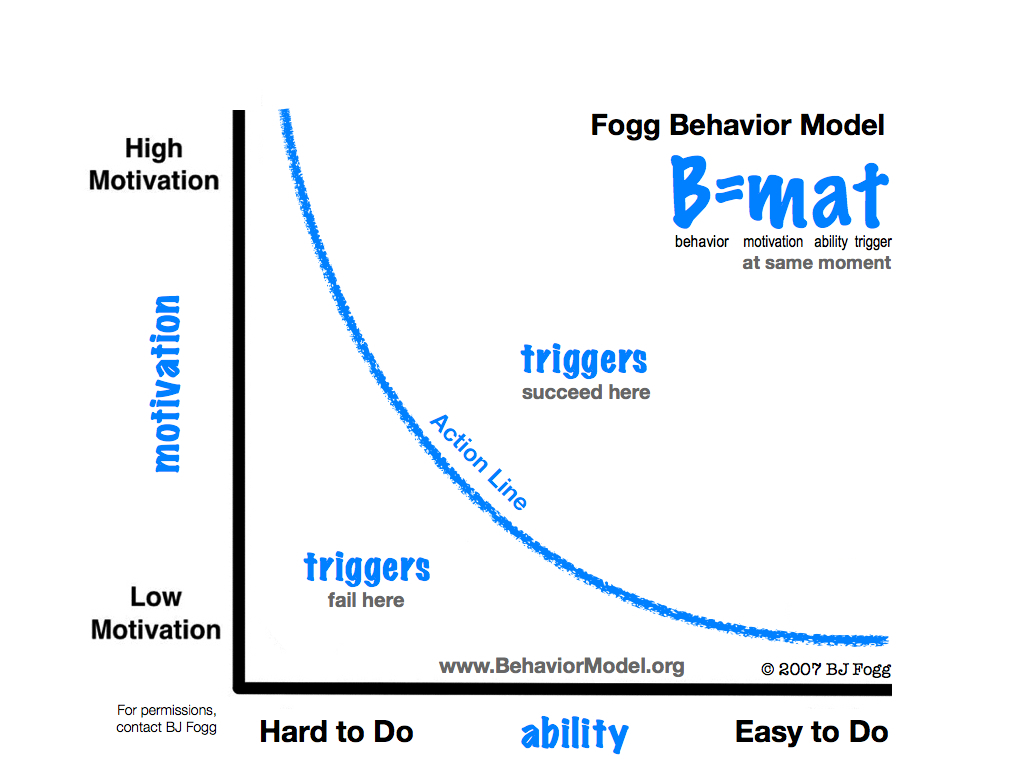 Fogg Behavior Model
B=mat
behavior motivation ability trigger
at same moment
High
Motivation
motivation
triggers
succeed here
Action Line
triggers
fail here
Low
Motivation
www.BehaviorModel.org
© 2007 BJ Fogg
For permissions,
contact BJ Fogg
Hard to Do
ability
Easy to Do